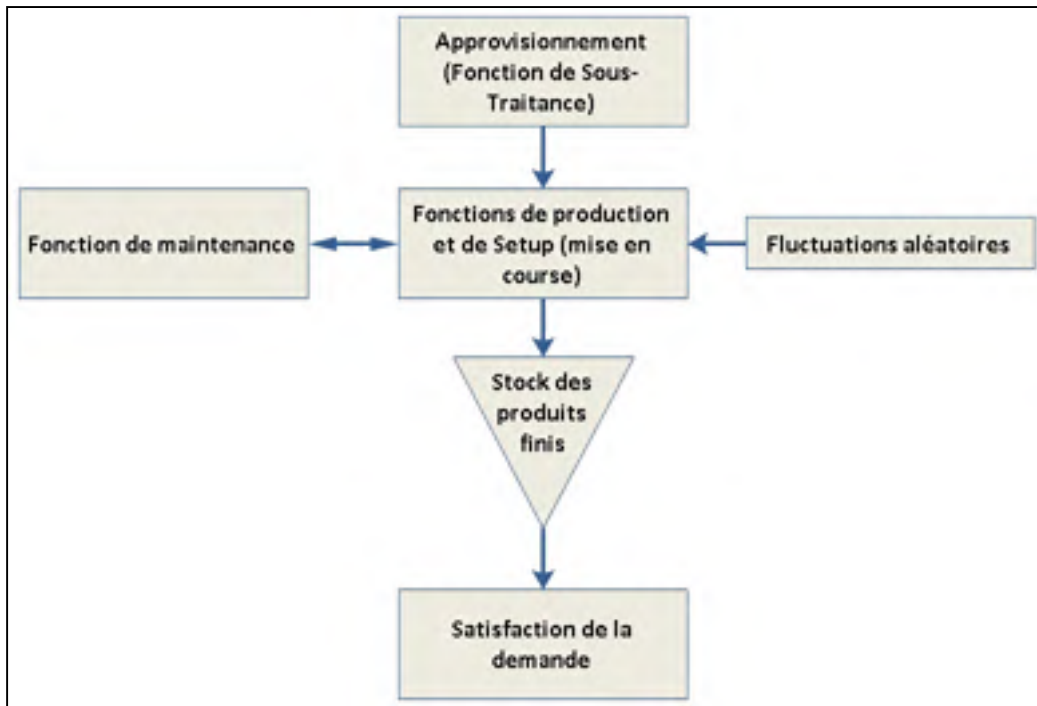 Approvisionnement
(Fonction de Sous-
Traitance)
Fonction de maintenance
Fonctions de production
et de Setup (mise en
course)
Fluctuations aléatoires
Stock des
produits
finis
Satisfaction de la
demande